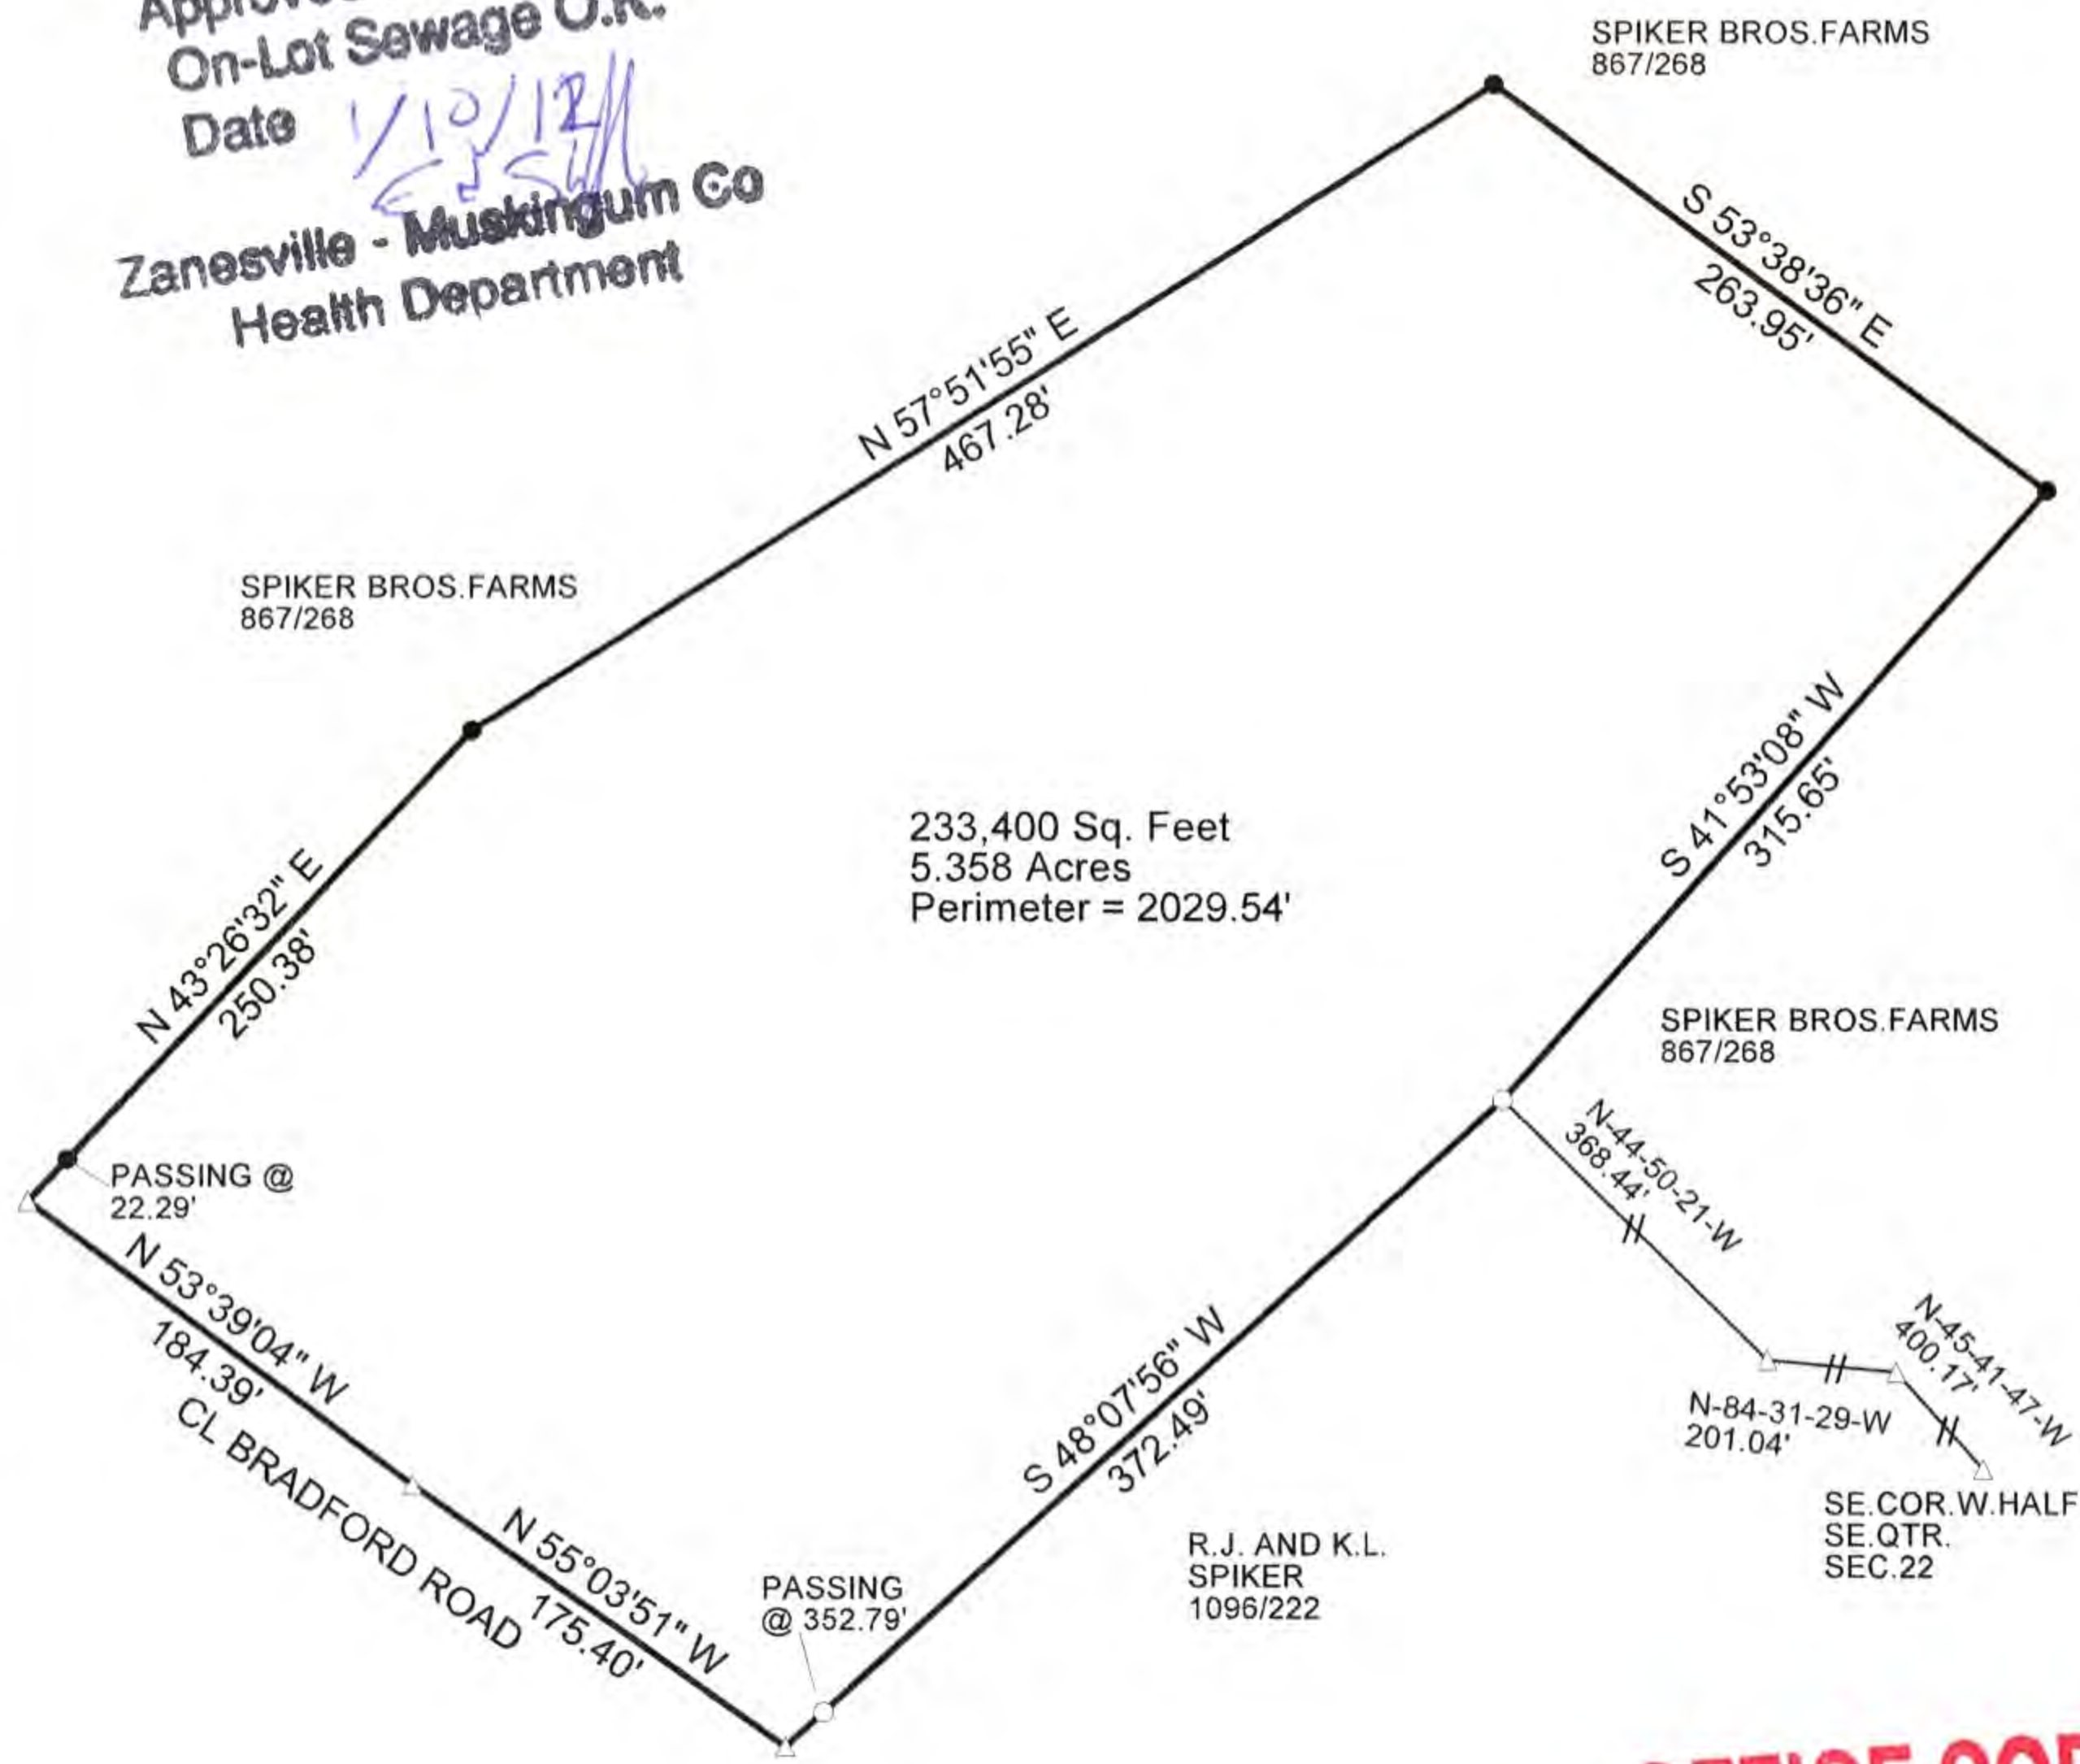 On-Lot Sewage O.K.
Date 1/10/12
Zanesville - Muskingum Co
Health Department
SPIKER BROS.FARMS
867/268
S 53°38'36" E
263.95'
N 57°51'55" E
467.28'
SPIKER BROS.FARMS
867/268
N 43°26'32" E
250.38'
233,400 Sq. Feet
5.358 Acres
Perimeter = 2029.54'
S 41°53'08" W
315.65'
SPIKER BROS.FARMS
867/268
PASSING @
22.29'
N 53°39'04" W
184.39'
CL BRADFORD ROAD
N 55°03'51" W
175.40'
PASSING
@ 352.79'
S 48°07'56" W
372.49'
R.J. AND K.L.
SPIKER
1096/222
N-44-50-21-W
368.44'
N-84-31-29-W
201.04'
N-45-41-47-W
400.17'
SE.COR.W.HALF
SE.QTR.
SEC.22